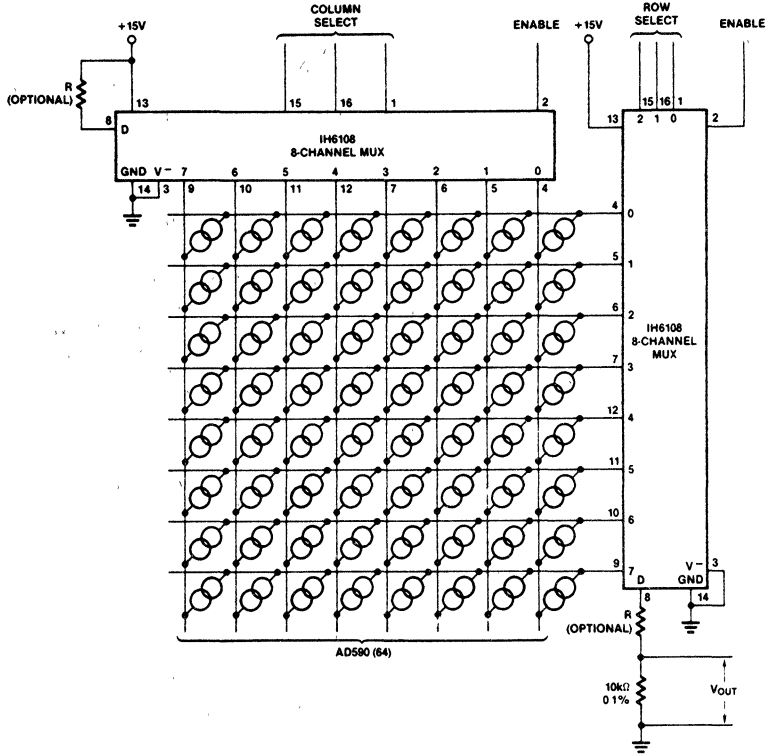 COLUMN
SELECT
ROW
SELECT
+15V
ENABLE
+15V
ENABLE
R
(OPTIONAL)
13
15
16
1
2
8
D
IH6108
8-CHANNEL MUX
GND
V−
7
6
5
4
3
2
1
0
14
3
9
10
11
12
7
6
5
4
15
16
1
13
2
1
0
2
4
0
5
1
6
2
7
3
12
4
11
5
10
6
9
7
IH6108
8-CHANNEL
MUX
V−
3
D
GND
8
14
R
(OPTIONAL)
AD590 (64)
10kΩ
0 1%
VOUT